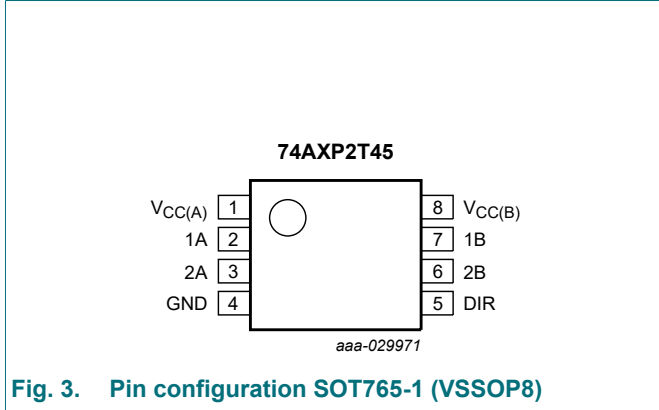 74AXP2T45
VCC(A) 1 8 VCC(B)
1A 2 7 1B
2A 3 6 2B
GND 4 5 DIR
aaa-029971
Fig. 3. Pin configuration SOT765-1 (VSSOP8)